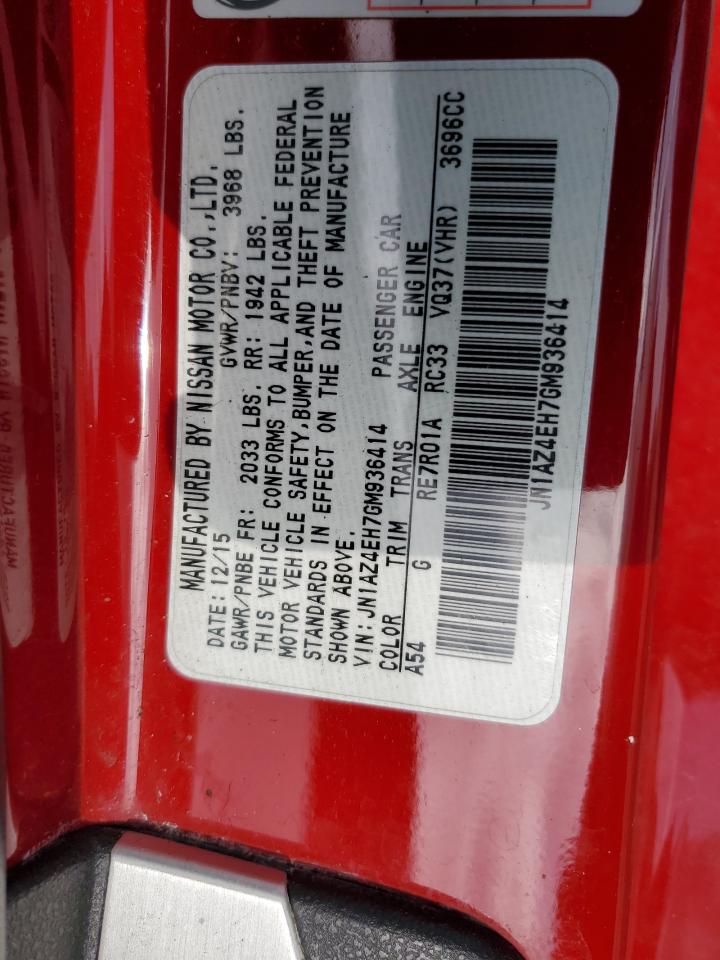 MANUFACTURED BY NISSAN MOTOR CO.,LTD.
DATE: 12/15 GVWR/PNBV: 3968 LBS.
GAWR/PNBE FR: 2033 LBS. RR: 1942 LBS.
THIS VEHICLE CONFORMS TO ALL APPLICABLE FEDERAL
MOTOR VEHICLE SAFETY,BUMPER,AND THEFT PREVENTION
STANDARDS IN EFFECT ON THE DATE OF MANUFACTURE
SHOWN ABOVE.
VIN: JN1AZ4EH7GM936414 PASSENGER CAR
COLOR TRIM TRANS AXLE ENGINE
A54 G RE7R01A RC33 VQ37(VHR) 3696CC
JN1AZ4EH7GM936414